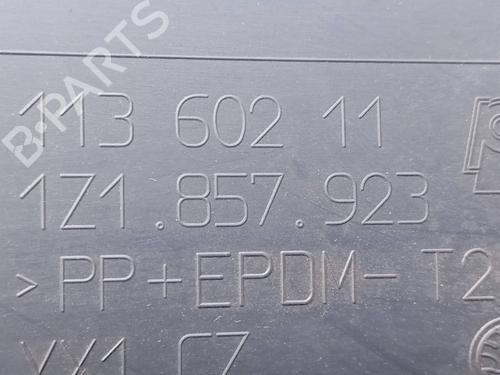 113 602 11
1Z1.857.923
>PP+EPDM-T2
B-PARTS